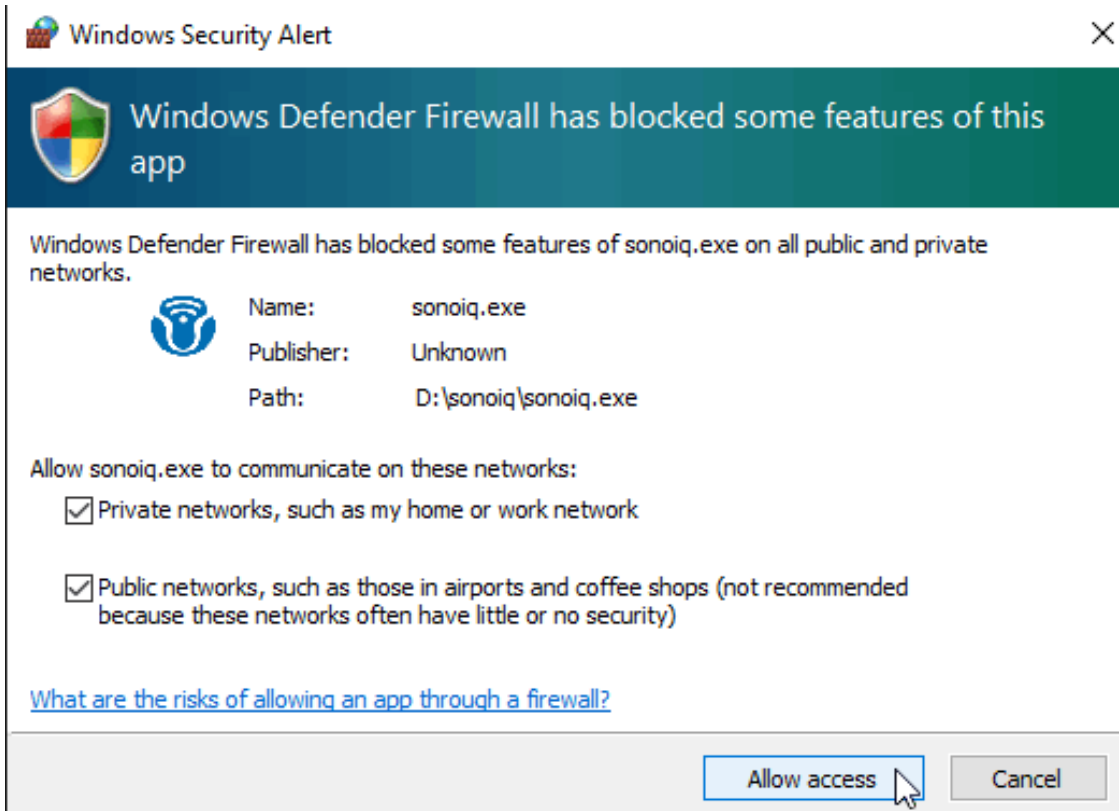 Windows Security Alert
Windows Defender Firewall has blocked some features of this
app
Windows Defender Firewall has blocked some features of sonoiq.exe on all public and private
networks.
Name: sonoiq.exe
Publisher: Unknown
Path: D:\sonoiq\sonoiq.exe
Allow sonoiq.exe to communicate on these networks:
Private networks, such as my home or work network
Public networks, such as those in airports and coffee shops (not recommended
because these networks often have little or no security)
What are the risks of allowing an app through a firewall?
Allow access Cancel